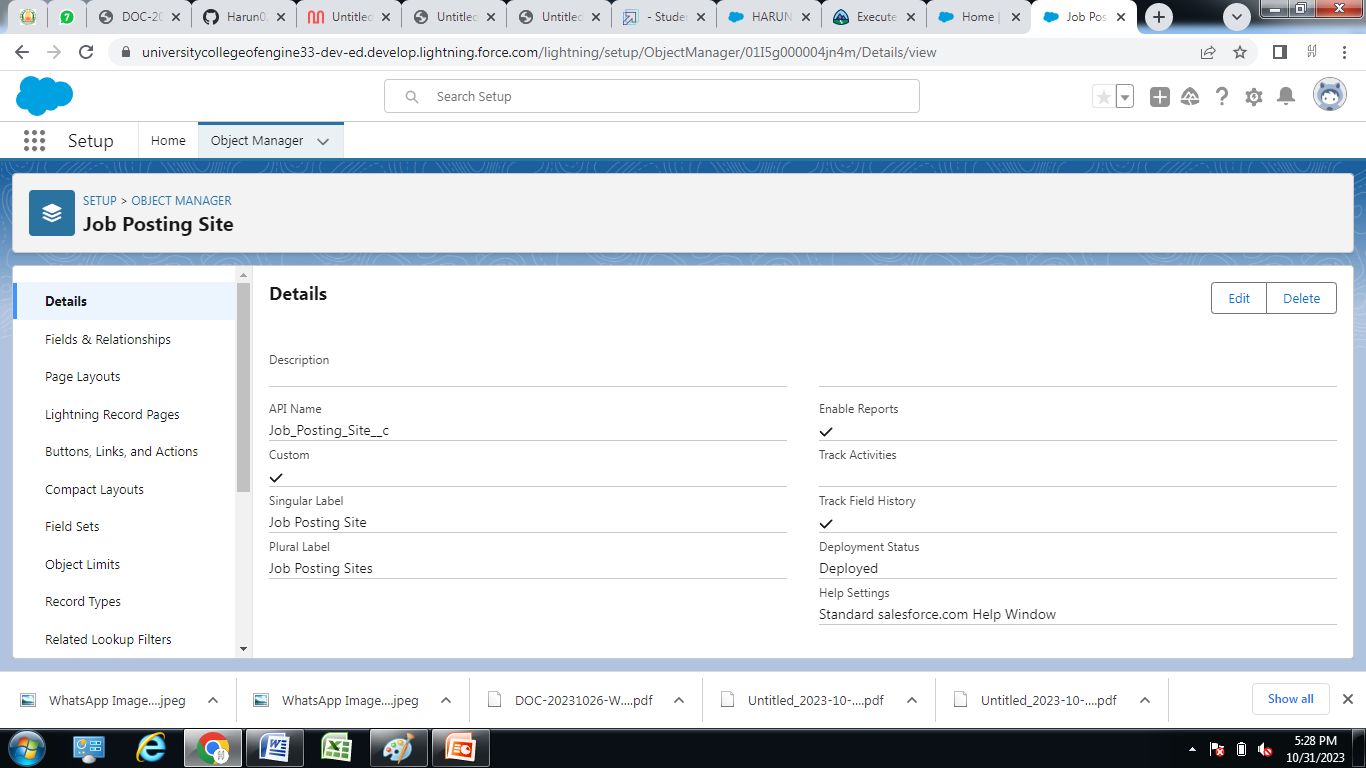 DOC-20
Harun0
Untitled
Untitled
Untitled
- Studen
HARUN
Execute
Home |
Job Pos
universitycollegeofengine33-dev-ed.develop.lightning.force.com/lightning/setup/ObjectManager/01I5g000004jn4m/Details/view
Search Setup
Setup
Home
Object Manager
SETUP > OBJECT MANAGER
Job Posting Site
Details
Fields & Relationships
Page Layouts
Lightning Record Pages
Buttons, Links, and Actions
Compact Layouts
Field Sets
Object Limits
Record Types
Related Lookup Filters
Details
Edit
Delete
Description
API Name
Job_Posting_Site__c
Custom
Singular Label
Job Posting Site
Plural Label
Job Posting Sites
Enable Reports
Track Activities
Track Field History
Deployment Status
Deployed
Help Settings
Standard salesforce.com Help Window
WhatsApp Image....jpeg
WhatsApp Image....jpeg
DOC-20231026-W....pdf
Untitled_2023-10-....pdf
Untitled_2023-10-....pdf
Show all
5:28 PM
10/31/2023